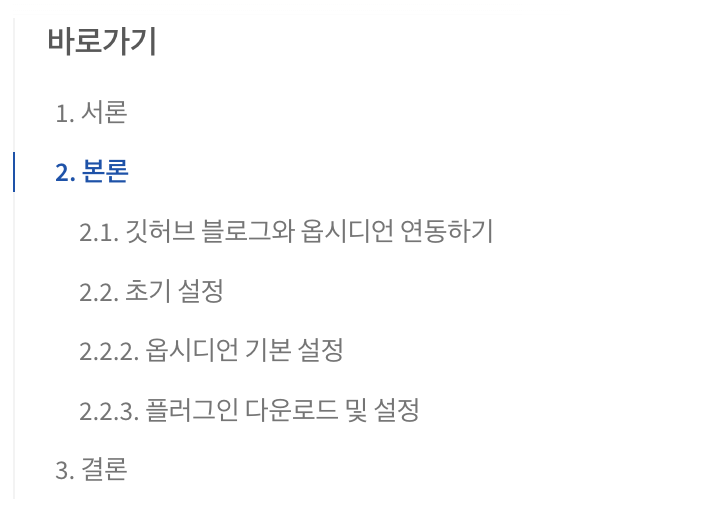 바로가기
1. 서론
2. 본론
2.1. 깃허브 블로그와 옵시디언 연동하기
2.2. 초기 설정
2.2.2. 옵시디언 기본 설정
2.2.3. 플러그인 다운로드 및 설정
3. 결론